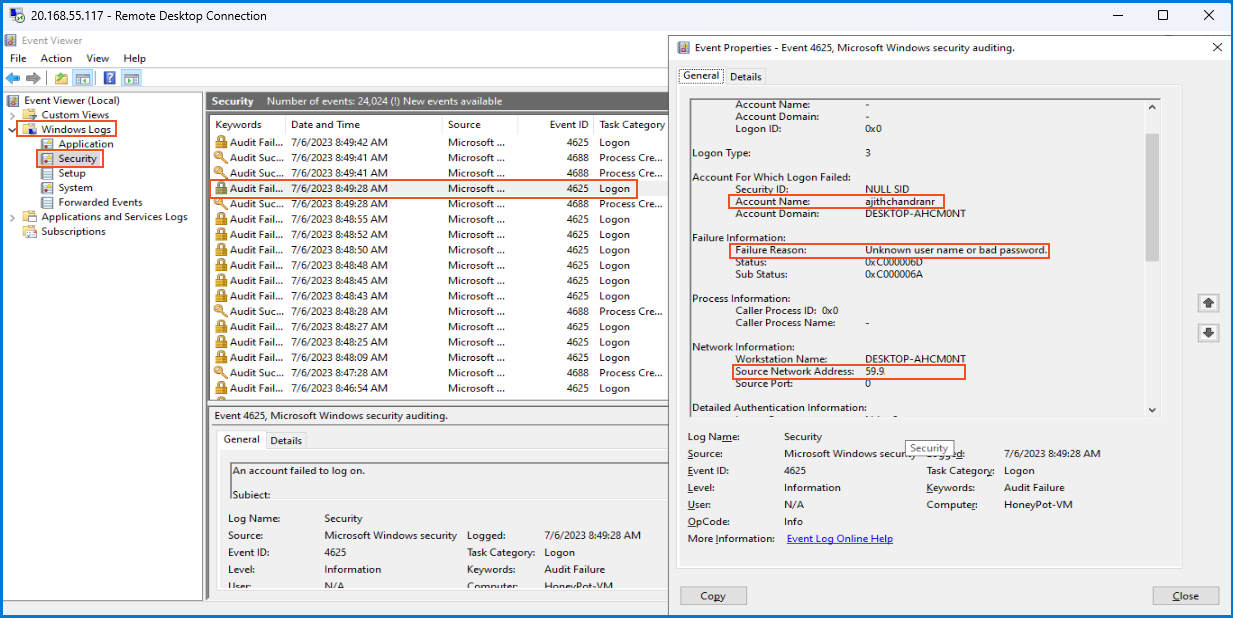 20.168.55.117 - Remote Desktop Connection
Event Viewer
File Action View Help
Event Viewer (Local)
Custom Views
Windows Logs
Application
Security
Setup
System
Forwarded Events
Applications and Services Logs
Subscriptions
Security Number of events: 24,024 (!) New events available
Keywords Date and Time Source Event ID Task Category
Audit Fail... 7/6/2023 8:49:42 AM Microsoft ... 4625 Logon
Audit Suc... 7/6/2023 8:49:41 AM Microsoft ... 4688 Process Cre...
Audit Suc... 7/6/2023 8:49:41 AM Microsoft ... 4688 Process Cre...
Audit Fail... 7/6/2023 8:49:28 AM Microsoft ... 4625 Logon
Audit Suc... 7/6/2023 8:49:28 AM Microsoft ... 4688 Process Cre...
Audit Fail... 7/6/2023 8:48:55 AM Microsoft ... 4625 Logon
Audit Fail... 7/6/2023 8:48:52 AM Microsoft ... 4625 Logon
Audit Fail... 7/6/2023 8:48:50 AM Microsoft ... 4625 Logon
Audit Fail... 7/6/2023 8:48:48 AM Microsoft ... 4625 Logon
Audit Fail... 7/6/2023 8:48:45 AM Microsoft ... 4625 Logon
Audit Fail... 7/6/2023 8:48:43 AM Microsoft ... 4625 Logon
Audit Suc... 7/6/2023 8:48:28 AM Microsoft ... 4688 Process Cre...
Audit Fail... 7/6/2023 8:48:27 AM Microsoft ... 4625 Logon
Audit Fail... 7/6/2023 8:48:25 AM Microsoft ... 4625 Logon
Audit Fail... 7/6/2023 8:48:09 AM Microsoft ... 4625 Logon
Audit Suc... 7/6/2023 8:47:28 AM Microsoft ... 4688 Process Cre...
Audit Fail... 7/6/2023 8:46:54 AM Microsoft ... 4625 Logon
Event 4625, Microsoft Windows security auditing.
General Details
An account failed to log on.
Subject:
Log Name: Security
Source: Microsoft Windows security Logged: 7/6/2023 8:49:28 AM
Event ID: 4625 Task Category: Logon
Level: Information Keywords: Audit Failure
User: N/A Computer: HoneyPot-VM
Event Properties - Event 4625, Microsoft Windows security auditing.
General Details
Account Name: -
Account Domain: -
Logon ID: 0x0
Logon Type: 3
Account For Which Logon Failed:
Security ID: NULL SID
Account Name: ajithchandranr
Account Domain: DESKTOP-AHCM0NT
Failure Information:
Failure Reason: Unknown user name or bad password.
Status: 0xC000006D
Sub Status: 0xC000006A
Process Information:
Caller Process ID: 0x0
Caller Process Name: -
Network Information:
Workstation Name: DESKTOP-AHCM0NT
Source Network Address: 59.9
Source Port: 0
Detailed Authentication Information:
Log Name: Security
Security
Source: Microsoft Windows security 7/6/2023 8:49:28 AM
Event ID: 4625 Task Category: Logon
Level: Information Keywords: Audit Failure
User: N/A Computer: HoneyPot-VM
OpCode: Info
More Information: Event Log Online Help
Copy Close